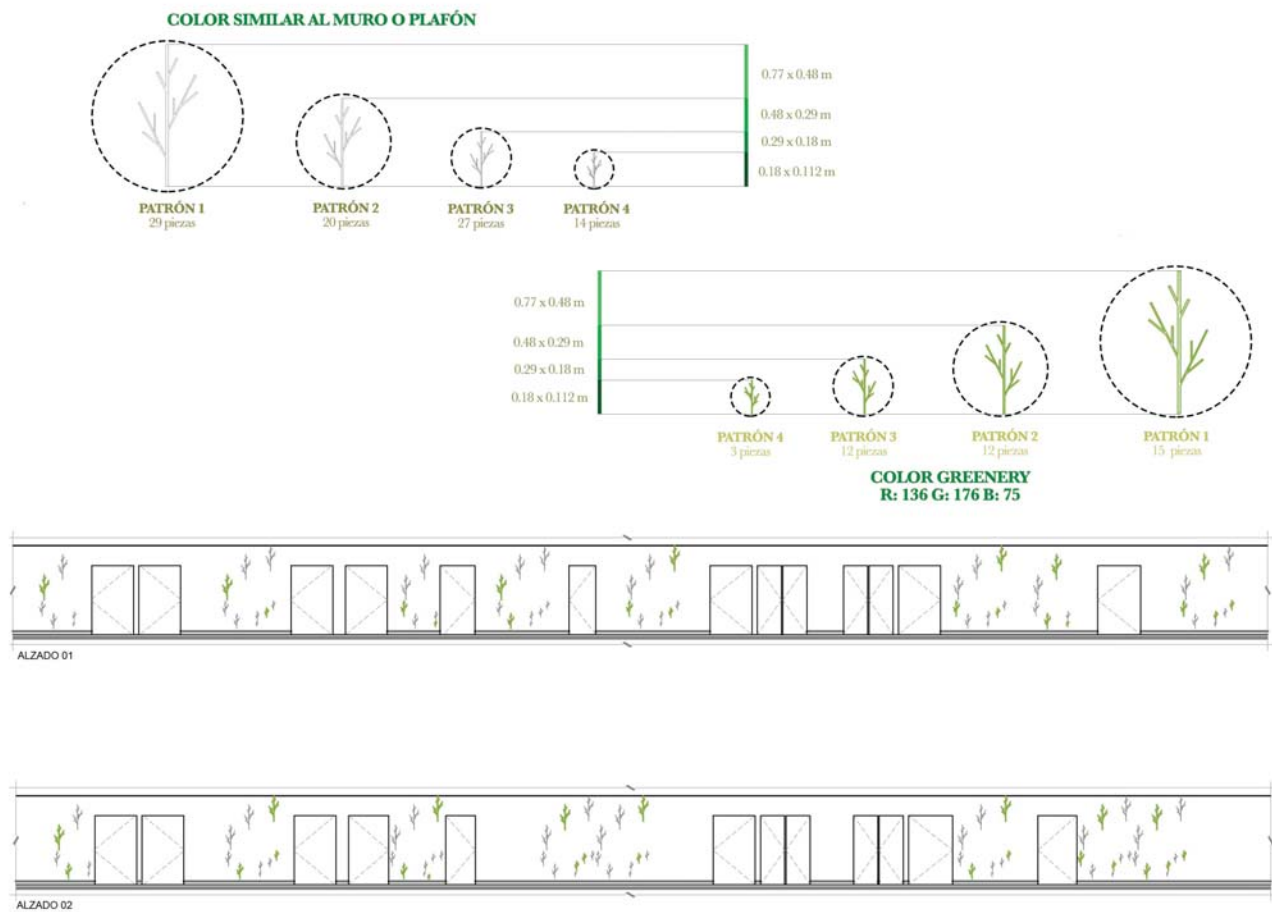 COLOR SIMILAR AL MURO O PLAFÓN
0.77 x 0.48 m
0.48 x 0.29 m
0.29 x 0.18 m
0.18 x 0.112 m
PATRÓN 1
29 piezas
PATRÓN 2
20 piezas
PATRÓN 3
27 piezas
PATRÓN 4
14 piezas
0.77 x 0.48 m
0.48 x 0.29 m
0.29 x 0.18 m
0.18 x 0.112 m
PATRÓN 4
3 piezas
PATRÓN 3
12 piezas
PATRÓN 2
12 piezas
PATRÓN 1
15 piezas
COLOR GREENERY
R: 136 G: 176 B: 75
ALZADO 01
ALZADO 02